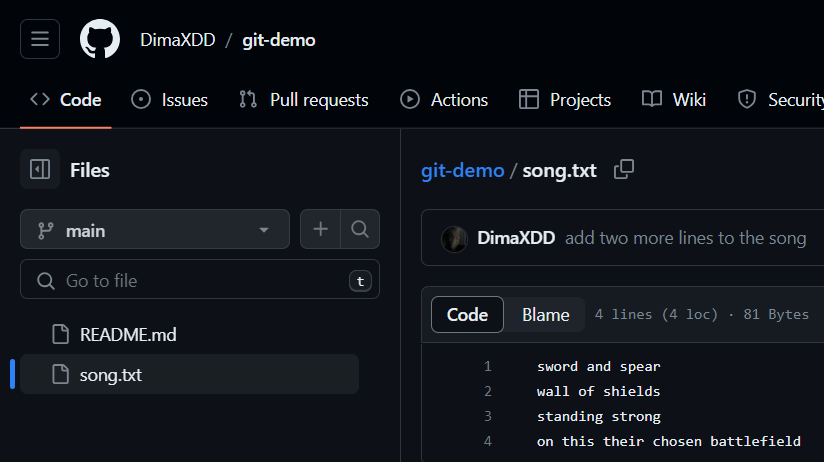 DimaXDD / git-demo
Code Issues Pull requests Actions Projects Wiki Security
Files
main
Go to file t
README.md
song.txt
git-demo / song.txt
DimaXDD add two more lines to the song
Code Blame 4 lines (4 loc) · 81 Bytes
1 sword and spear
2 wall of shields
3 standing strong
4 on this their chosen battlefield